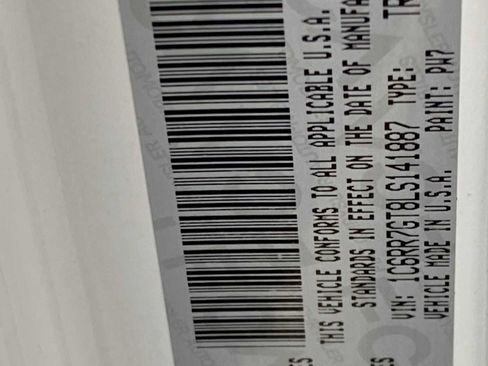 THIS VEHICLE CONFORMS TO ALL APPLICABLE U.S.A.
STANDARDS IN EFFECT ON THE DATE OF MANUFA
VIN: 1C6RR7GT8LS141887 TYPE: TR
VEHICLE MADE IN U.S.A. PAINT: PW7